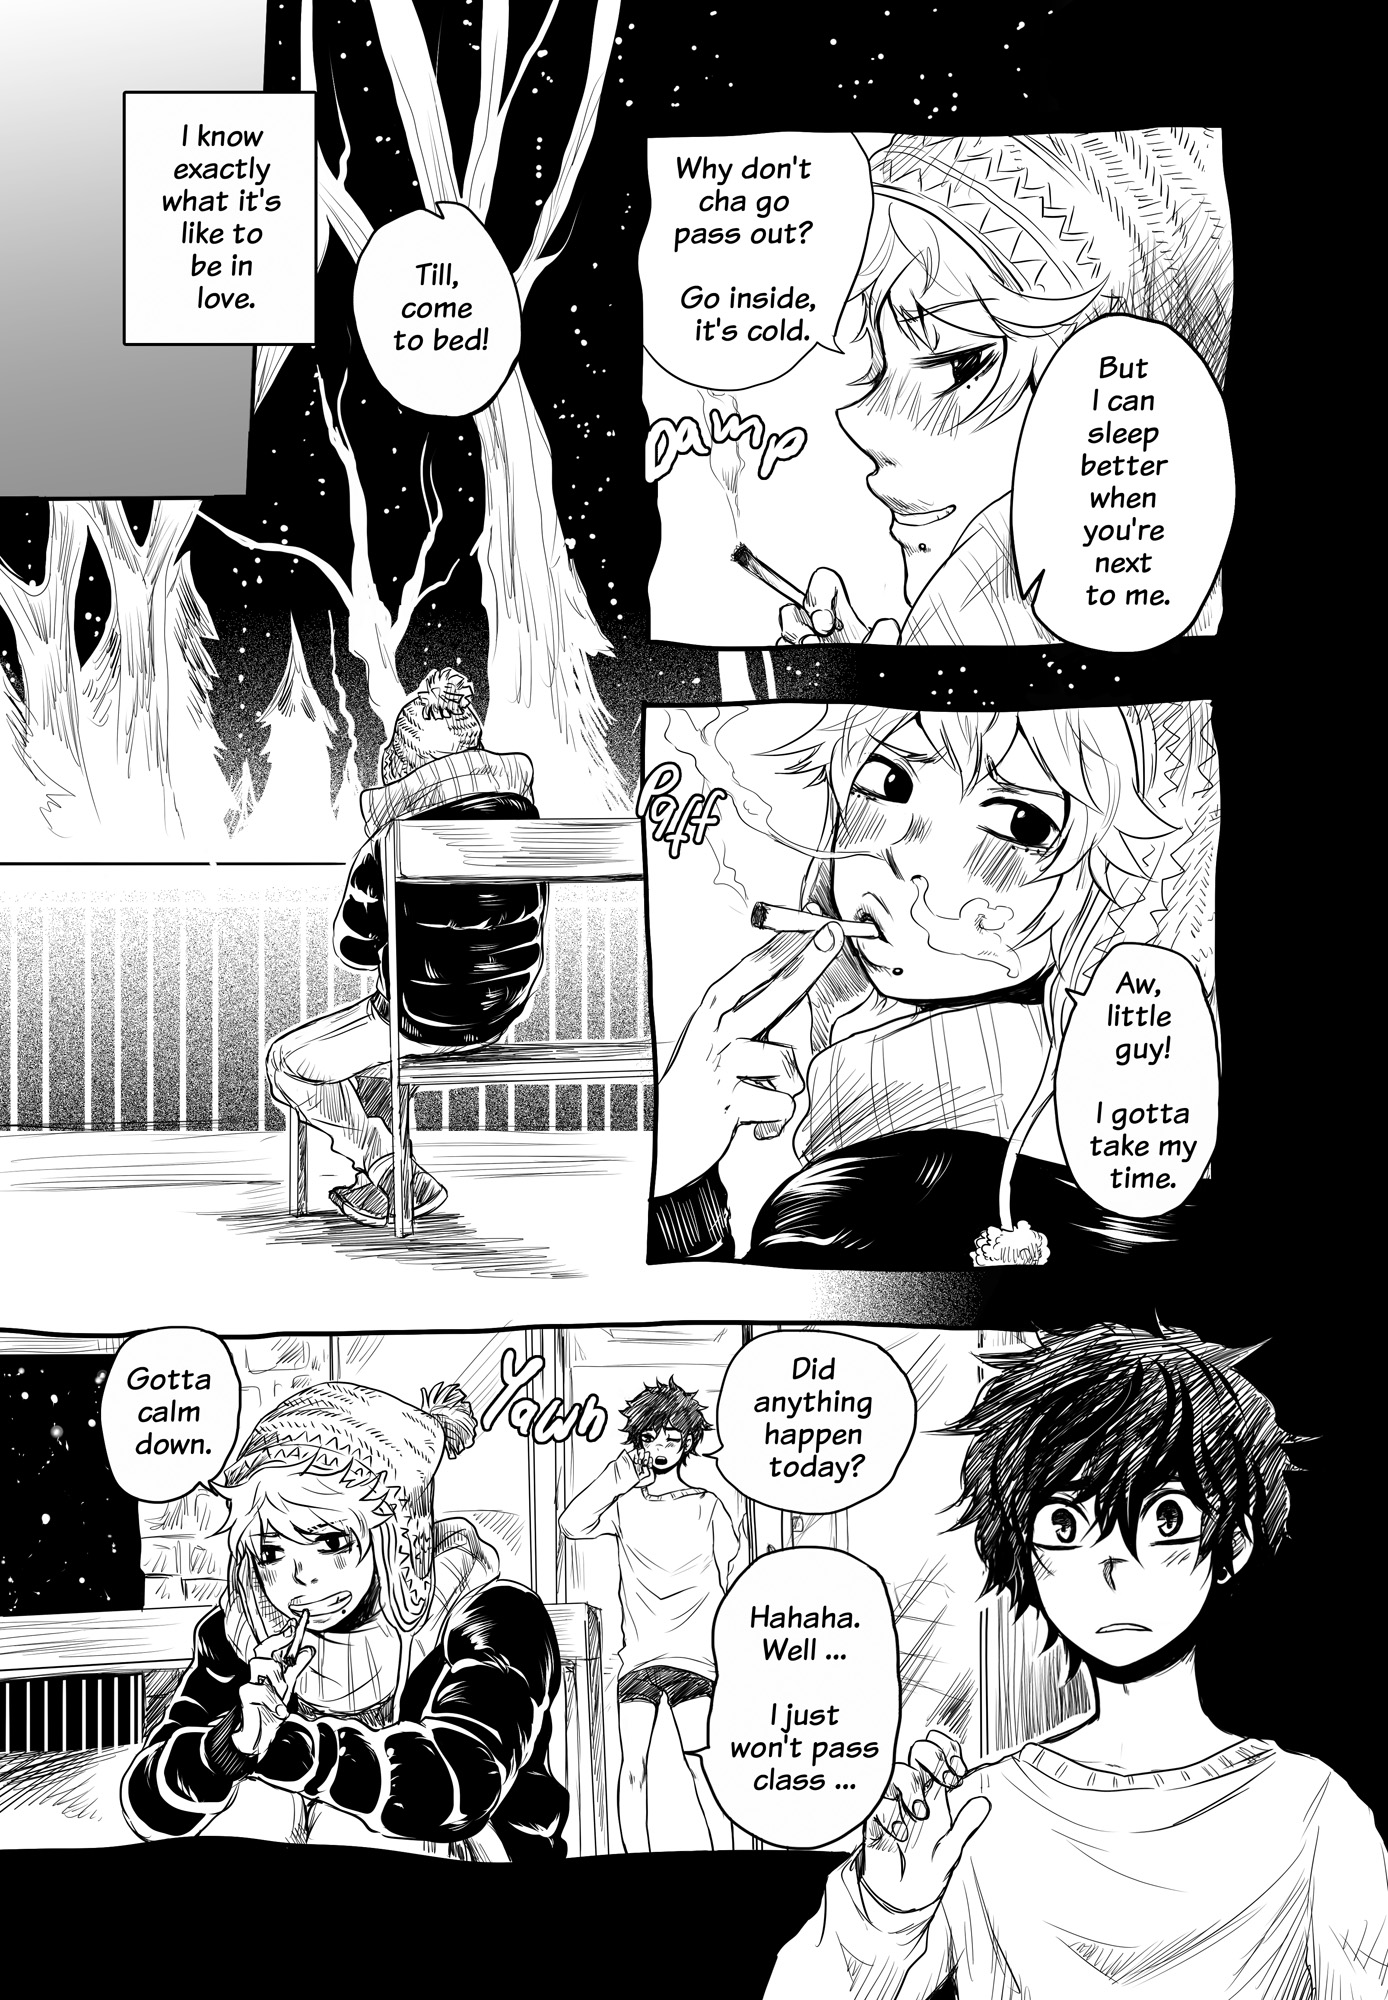 I know
exactly
what it's
like to
be in
love.
Till,
come
to bed!
Why don't
cha go
pass out?
Go inside,
it's cold.
Damp
But
I can
sleep
better
when
you're
next
to me.
Paff
Aw,
little
guy!
I gotta
take my
time.
Gotta
calm
down.
Yawn
Did
anything
happen
today?
Hahaha.
Well ...
I just
won't pass
class ...